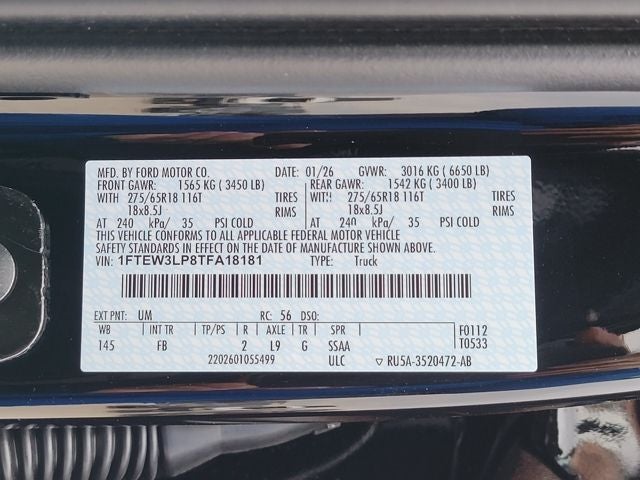 MFD. BY FORD MOTOR CO. DATE: 01/26 GVWR: 3016 KG ( 6650 LB)
FRONT GAWR: 1565 KG ( 3450 LB) REAR GAWR: 1542 KG ( 3400 LB)
WITH 275/65R18 116T TIRES WITH 275/65R18 116T TIRES
18x8.5J RIMS 18x8.5J RIMS
AT 240 kPa/ 35 PSI COLD AT 240 kPa/ 35 PSI COLD
THIS VEHICLE CONFORMS TO ALL APPLICABLE FEDERAL MOTOR VEHICLE
SAFETY STANDARDS IN EFFECT ON THE DATE OF MANUFACTURE SHOWN ABOVE.
VIN: 1FTEW3LP8TFA18181 TYPE: Truck
EXT PNT: UM RC: 56 DSO:
WB INT TR TP/PS R AXLE TR SPR F0112
145 FB 2 L9 G SSAA T0533
2202601055499 ULC ▽ RU5A-3520472-AB